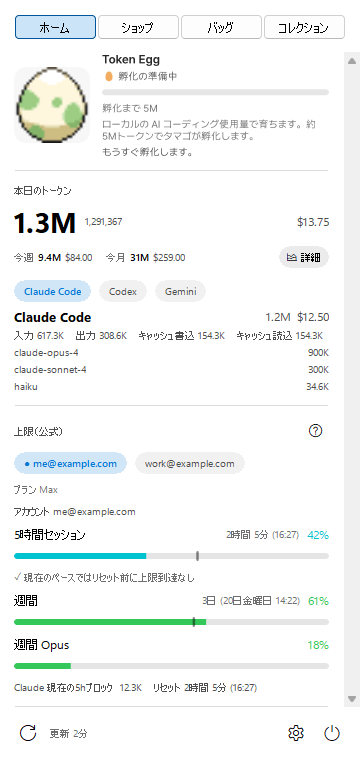 ホーム ショップ バッグ コレクション
Token Egg
孵化の準備中
孵化まで 5M
ローカルの AI コーディング使用量で育ちます。約
5Mトークンでタマゴが孵化します。
もうすぐ孵化します。
本日のトークン
1.3M 1,291,367 $13.75
今週 9.4M $84.00 今月 31M $259.00 詳細
Claude Code Codex Gemini
Claude Code 1.2M $12.50
入力 617.3K 出力 308.6K キャッシュ書込 154.3K キャッシュ読込 154.3K
claude-opus-4 900K
claude-sonnet-4 300K
haiku 34.6K
上限(公式) ?
● me@example.com work@example.com
プラン Max
アカウント me@example.com
5時間セッション 2時間 5分 (16:27) 42%
✓ 現在のペースではリセット前に上限到達なし
週間 3日 (20日金曜日 14:22) 61%
週間 Opus 18%
Claude 現在の5hブロック 12.3K リセット 2時間 5分 (16:27)
更新 2分